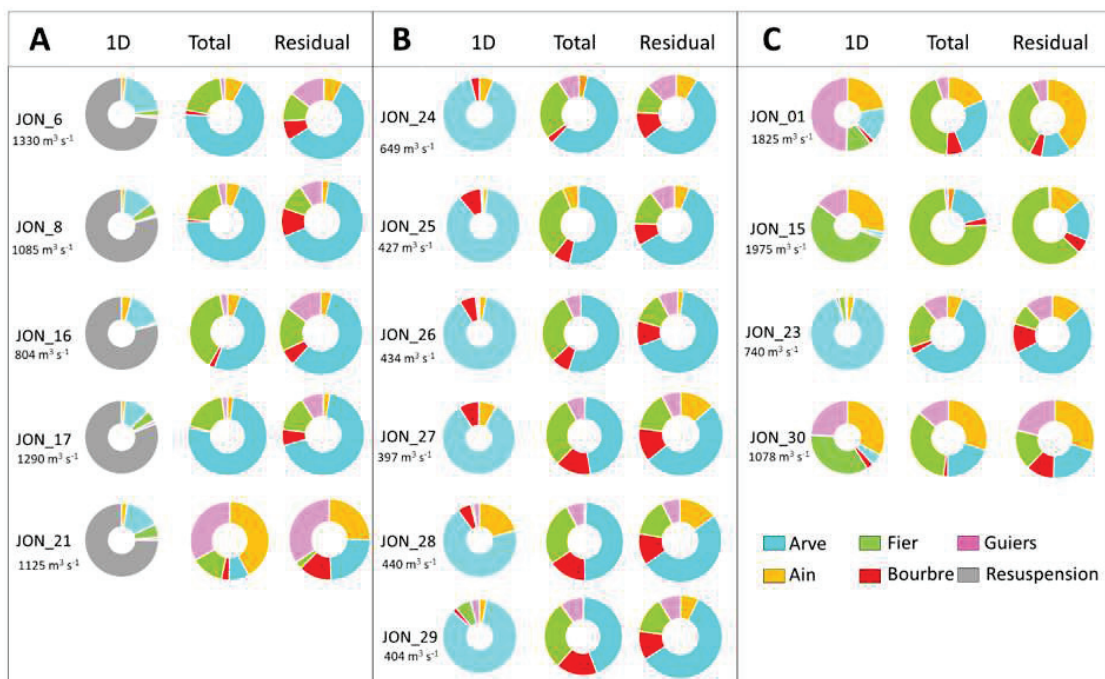 A 1D Total Residual
JON_6
1330 m³ s⁻¹
JON_8
1085 m³ s⁻¹
JON_16
804 m³ s⁻¹
JON_17
1290 m³ s⁻¹
JON_21
1125 m³ s⁻¹
B 1D Total Residual
JON_24
649 m³ s⁻¹
JON_25
427 m³ s⁻¹
JON_26
434 m³ s⁻¹
JON_27
397 m³ s⁻¹
JON_28
440 m³ s⁻¹
JON_29
404 m³ s⁻¹
C 1D Total Residual
JON_01
1825 m³ s⁻¹
JON_15
1975 m³ s⁻¹
JON_23
740 m³ s⁻¹
JON_30
1078 m³ s⁻¹
Arve Fier Guiers
Ain Bourbre Resuspension